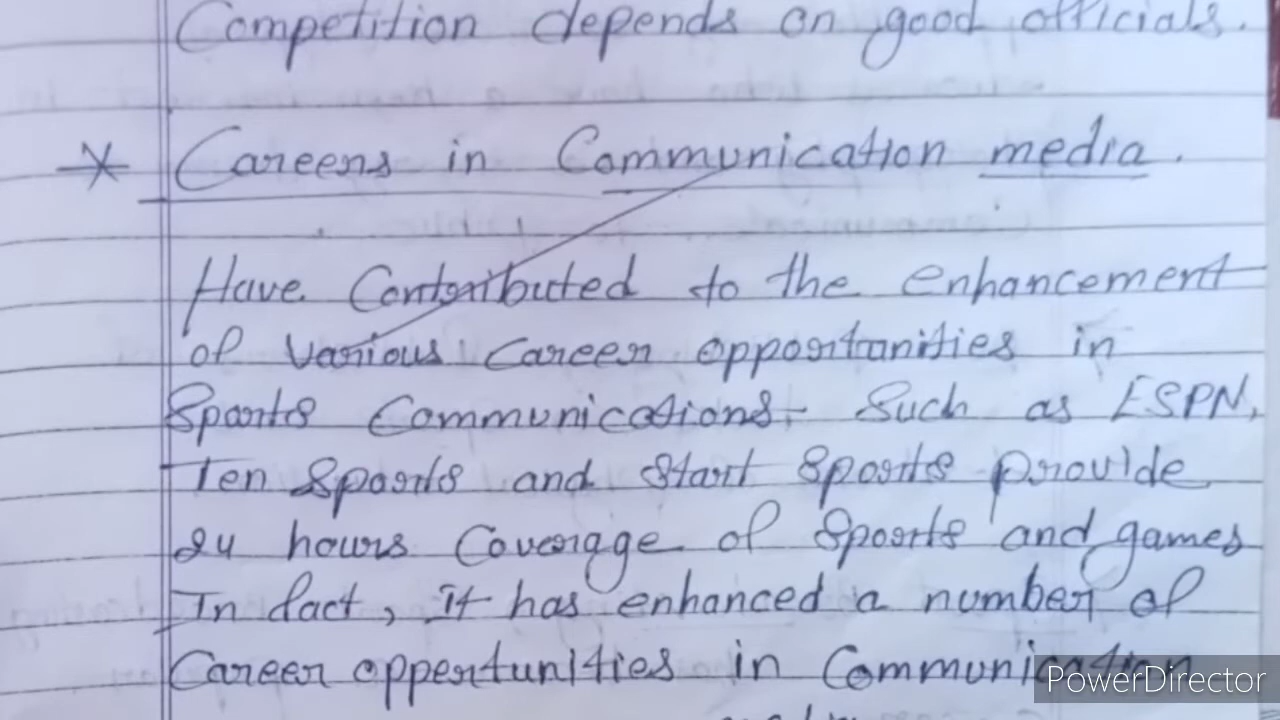 Competition depends on good officials.
* Careers in Communication media.
Have Contributed to the enhancement
of various career opportunities in
Sports Communications. Such as ESPN,
Ten Sports and Start Sports provide
24 hours Coverage of Sports and games
In fact, It has enhanced a number of
Career oppertunities in Communication
PowerDirector